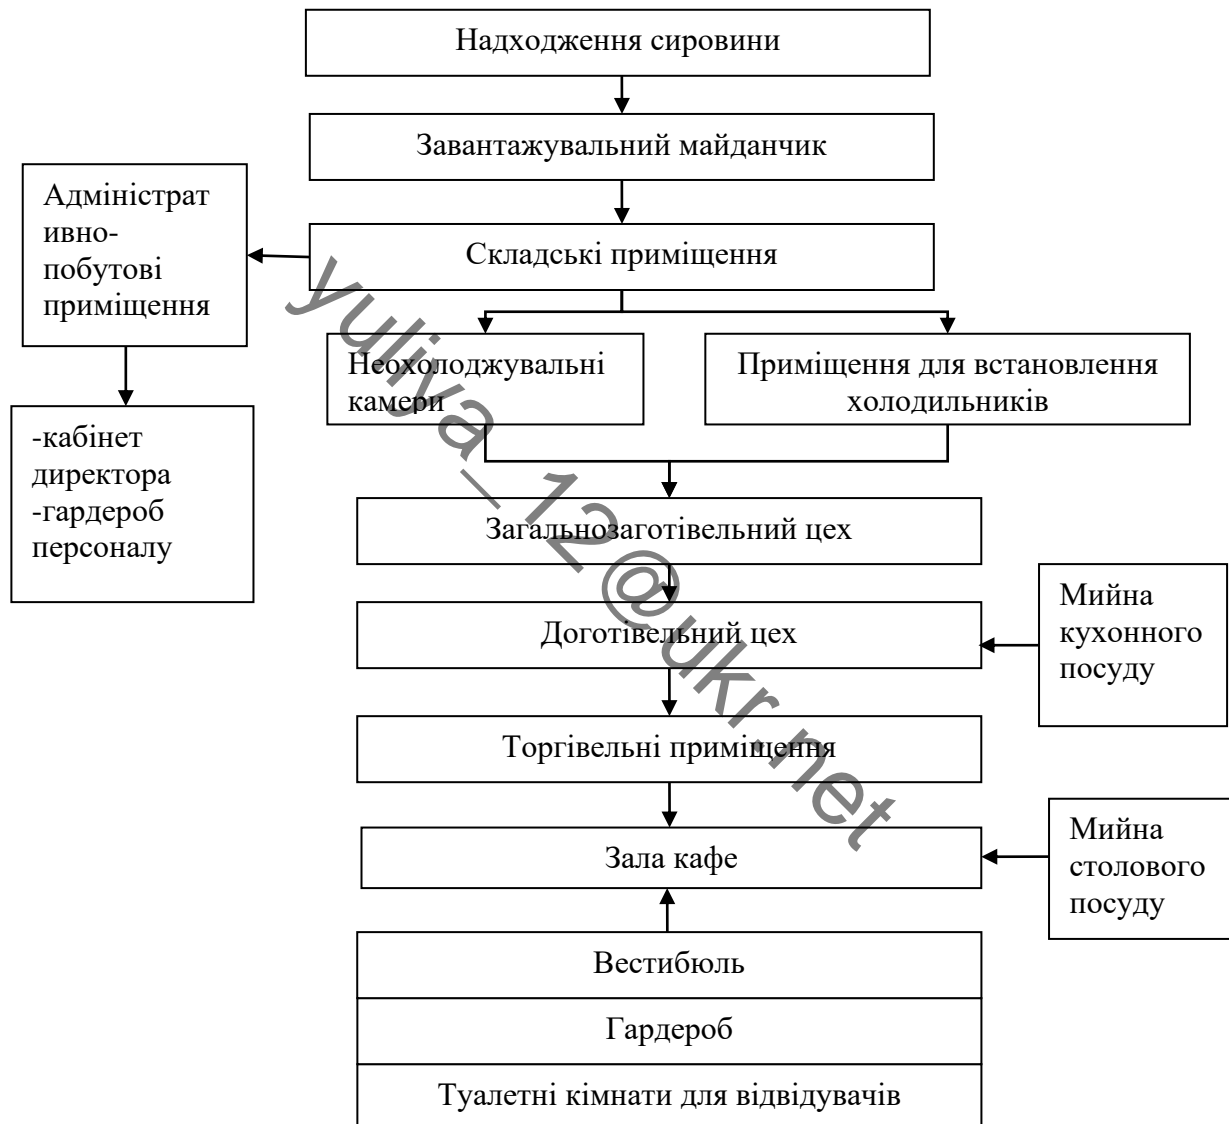 Надходження сировини
Завантажувальний майданчик
Адміністрат
ивно-
побутові
приміщення
Складські приміщення
Неохолоджувальні
камери
Приміщення для встановлення
холодильників
-кабінет
директора
-гардероб
персоналу
Загальнозаготівельний цех
Доготівельний цех
Мийна
кухонного
посуду
Торгівельні приміщення
Зала кафе
Мийна
столового
посуду
Вестибюль
Гардероб
Туалетні кімнати для відвідувачів
yuliya_12@ukr.net